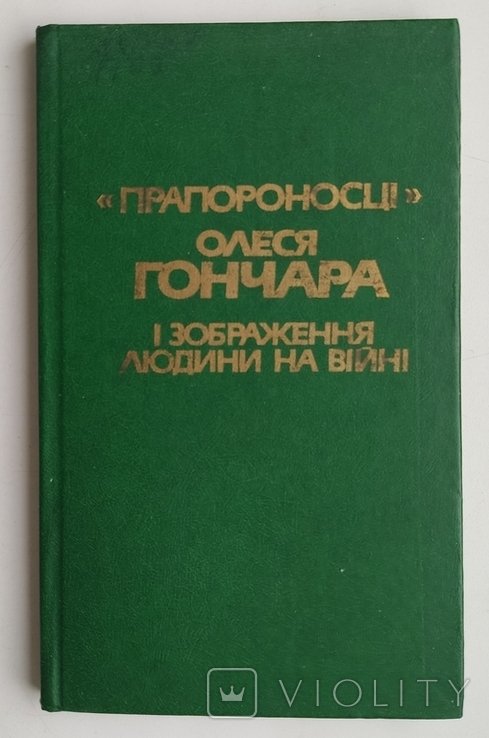 «ПРАПОРОНОСЦІ»
ОЛЕСЯ
ГОНЧАРА
І ЗОБРАЖЕННЯ
ЛЮДИНИ НА ВІЙНІ
VIOLITY